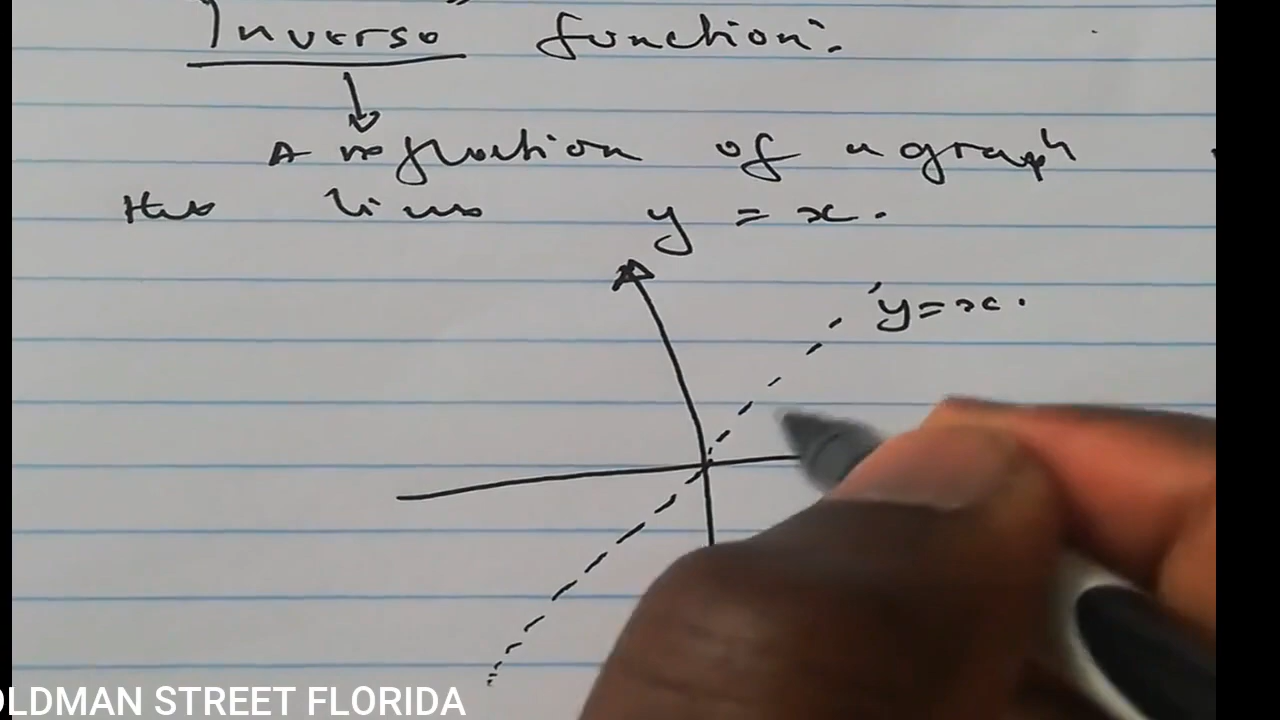 Inverse function:
A reflection of a graph
the line y = x.
y = x.
OLDMAN STREET FLORIDA